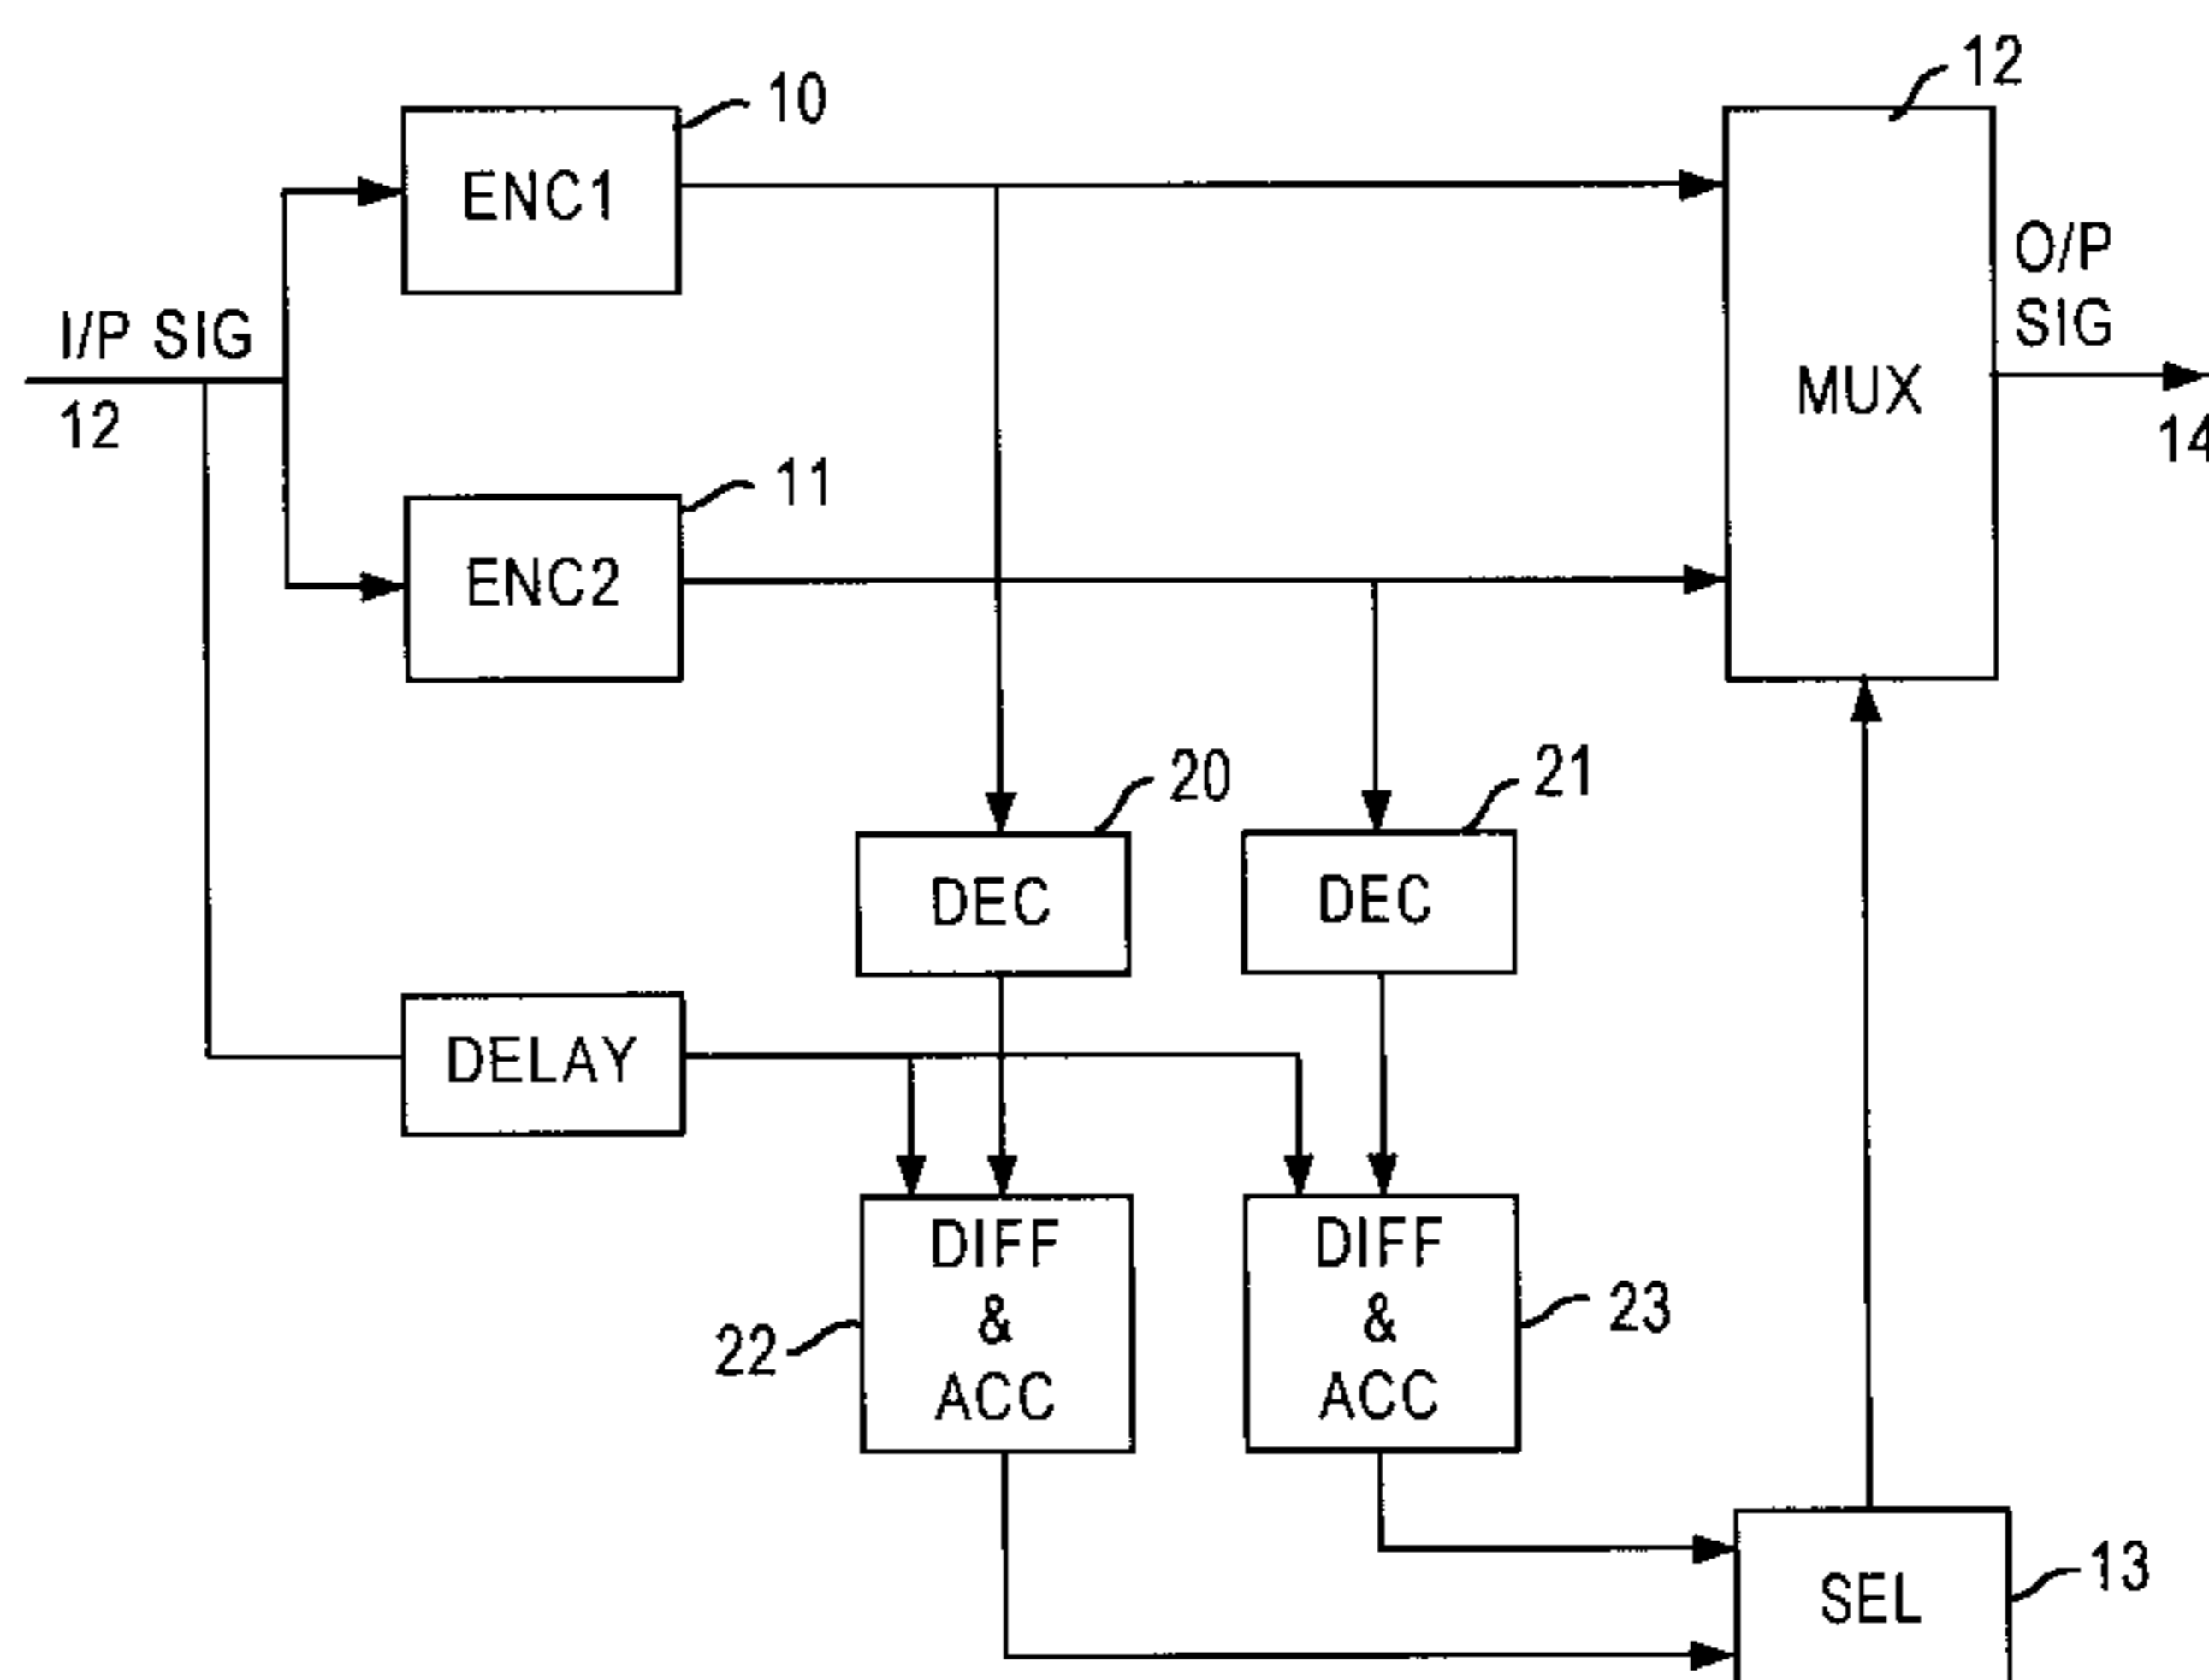 12
10
ENC1
O/P
SIG
I/P SIG
MUX
12
14
11
ENC2
20
21
DEC
DEC
DELAY
DIFF
&
ACC
DIFF
&
ACC
22
23
SEL
13